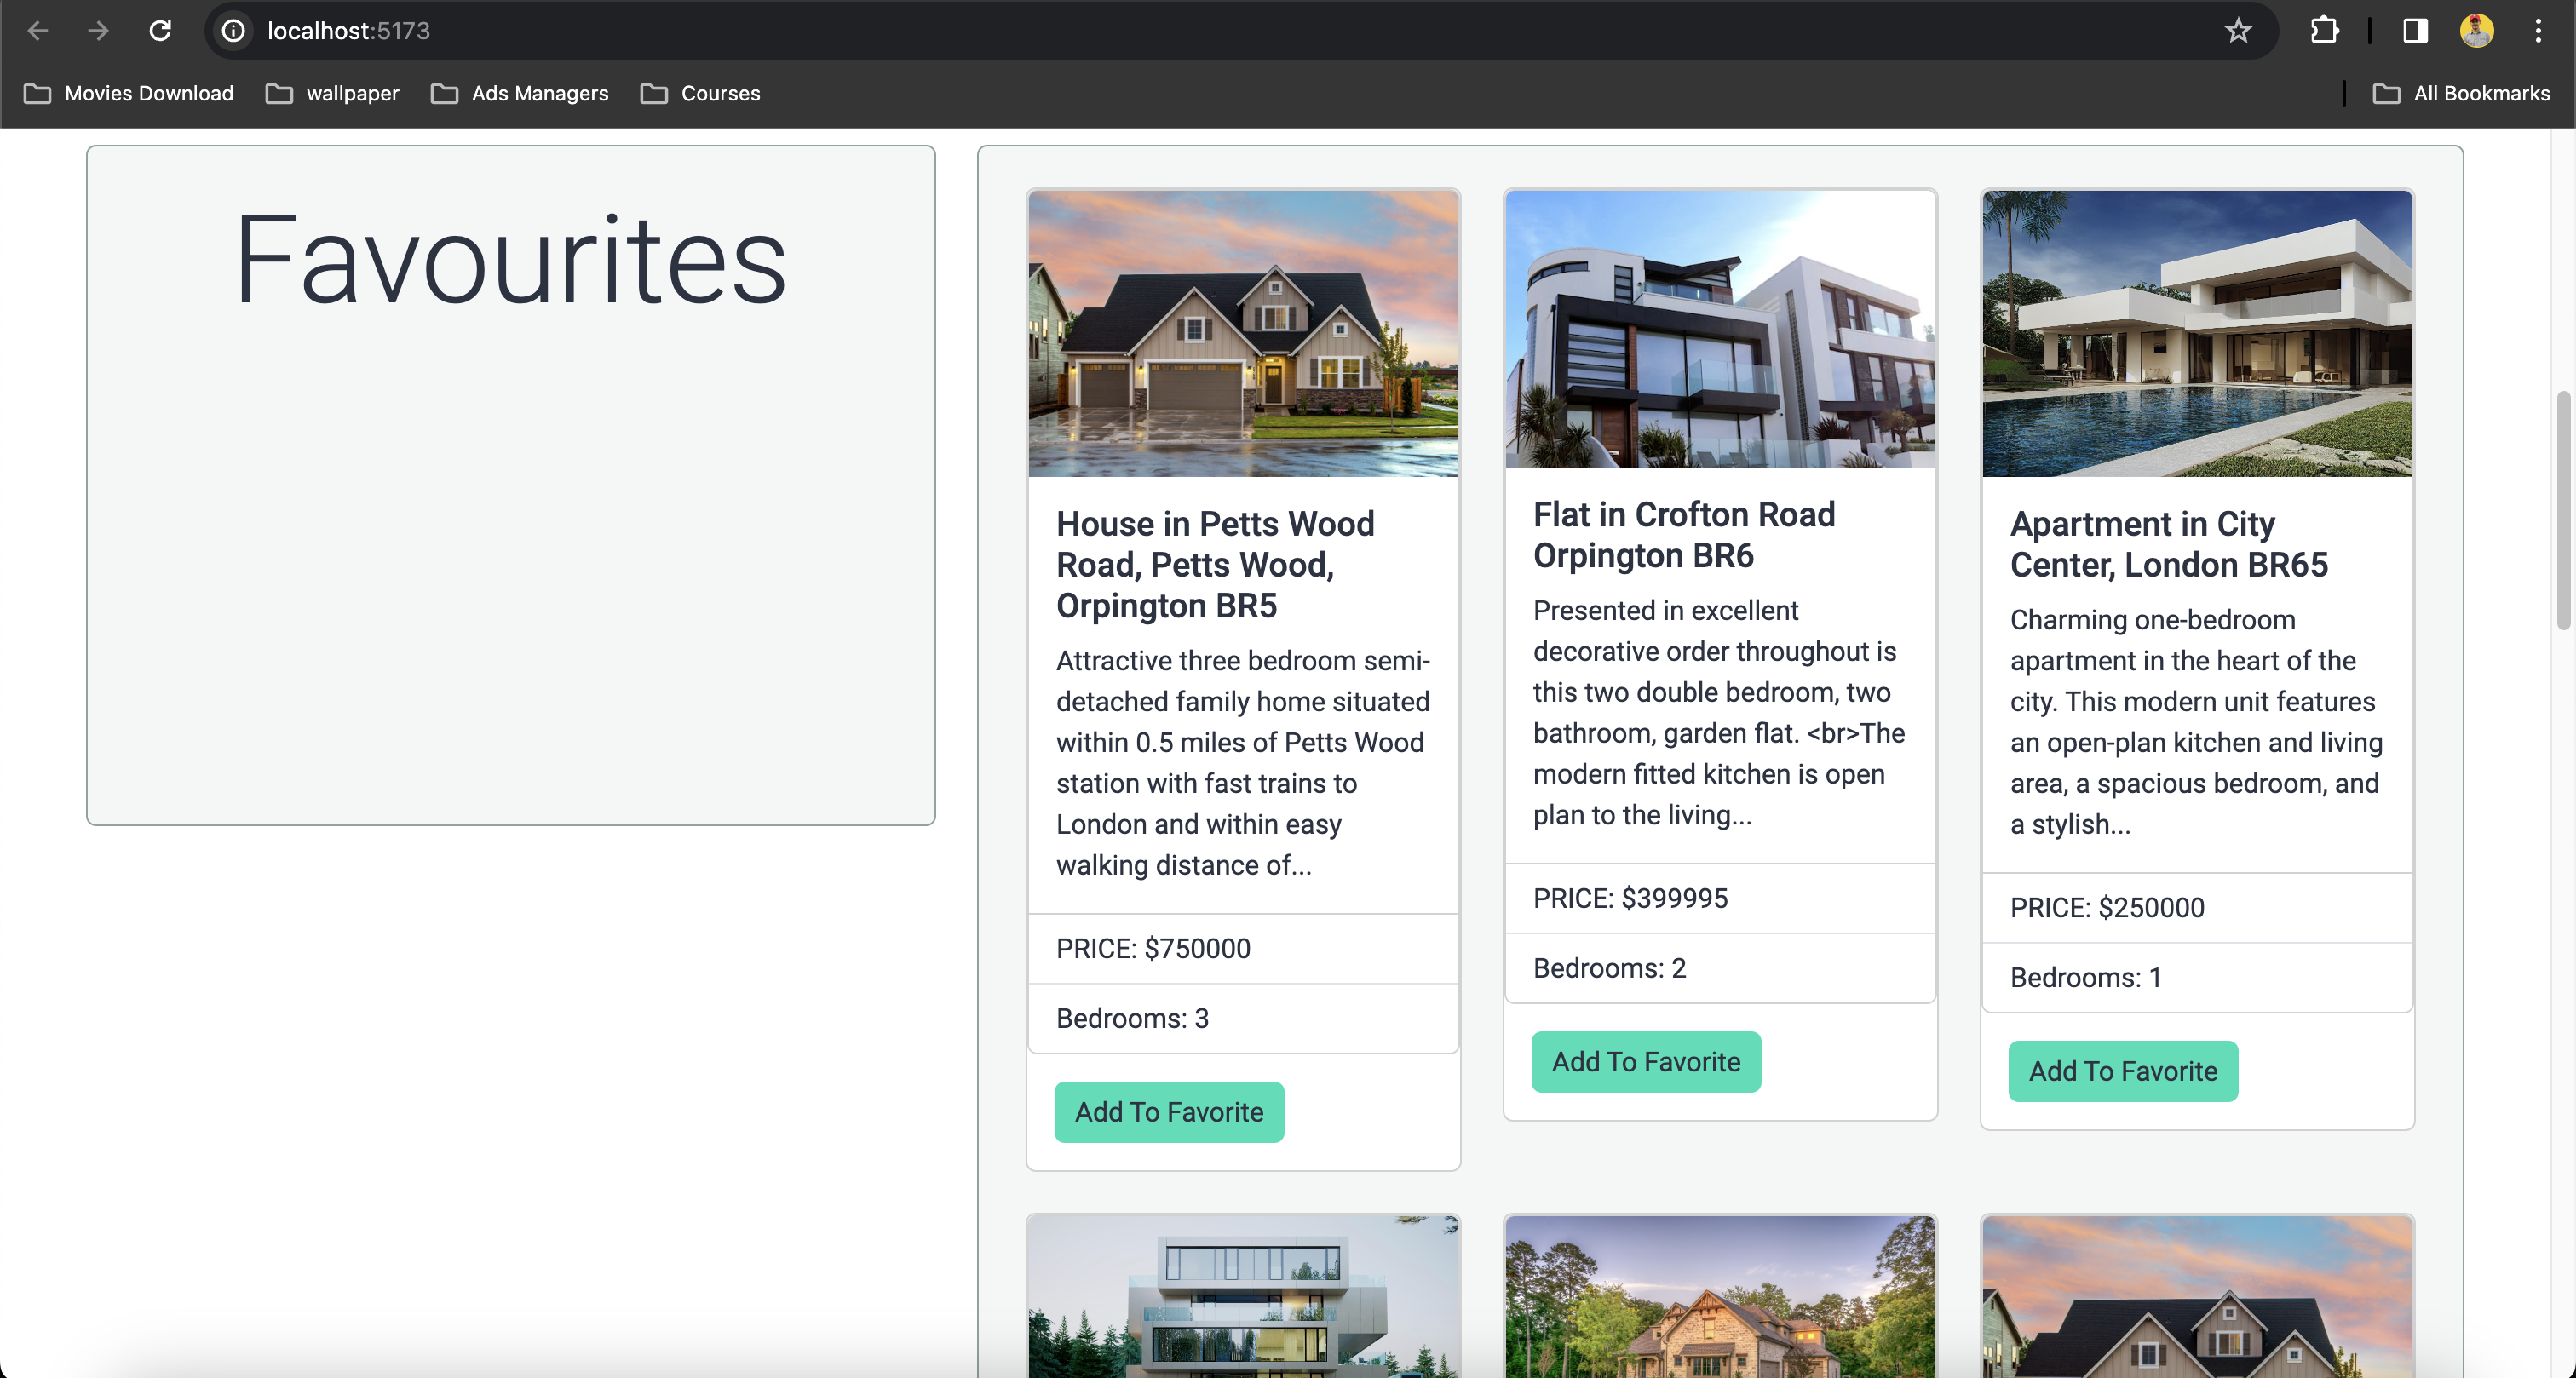 localhost:5173
Movies Download
wallpaper
Ads Managers
Courses
All Bookmarks
Favourites
House in Petts Wood
Road, Petts Wood,
Orpington BR5
Attractive three bedroom semi-
detached family home situated
within 0.5 miles of Petts Wood
station with fast trains to
London and within easy
walking distance of...
PRICE: $750000
Bedrooms: 3
Add To Favorite
Flat in Crofton Road
Orpington BR6
Presented in excellent
decorative order throughout is
this two double bedroom, two
bathroom, garden flat. <br>The
modern fitted kitchen is open
plan to the living...
PRICE: $399995
Bedrooms: 2
Add To Favorite
Apartment in City
Center, London BR65
Charming one-bedroom
apartment in the heart of the
city. This modern unit features
an open-plan kitchen and living
area, a spacious bedroom, and
a stylish...
PRICE: $250000
Bedrooms: 1
Add To Favorite